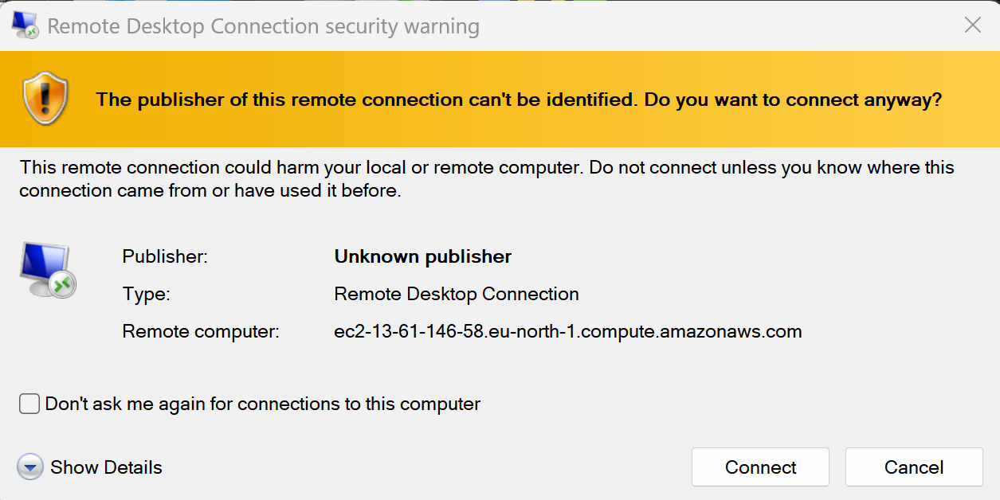 Remote Desktop Connection security warning
The publisher of this remote connection can't be identified. Do you want to connect anyway?
This remote connection could harm your local or remote computer. Do not connect unless you know where this
connection came from or have used it before.
Publisher: Unknown publisher
Type: Remote Desktop Connection
Remote computer: ec2-13-61-146-58.eu-north-1.compute.amazonaws.com
Don't ask me again for connections to this computer
Show Details Connect Cancel